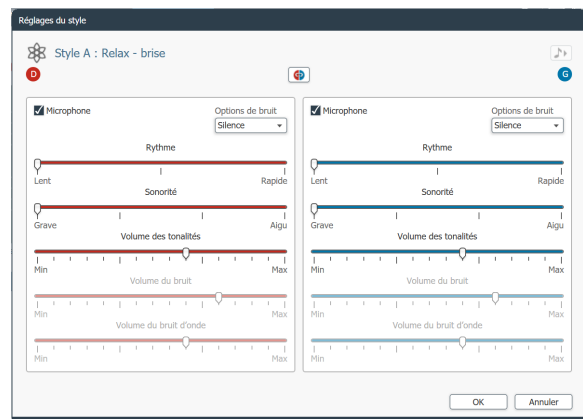 Réglages du style
Style A : Relax - brise
D
G
Microphone
Options de bruit
Silence
Rythme
Lent
Rapide
Sonorité
Grave
Aigu
Volume des tonalités
Min
Max
Volume du bruit
Min
Max
Volume du bruit d'onde
Min
Max
Microphone
Options de bruit
Silence
Rythme
Lent
Rapide
Sonorité
Grave
Aigu
Volume des tonalités
Min
Max
Volume du bruit
Min
Max
Volume du bruit d'onde
Min
Max
OK
Annuler